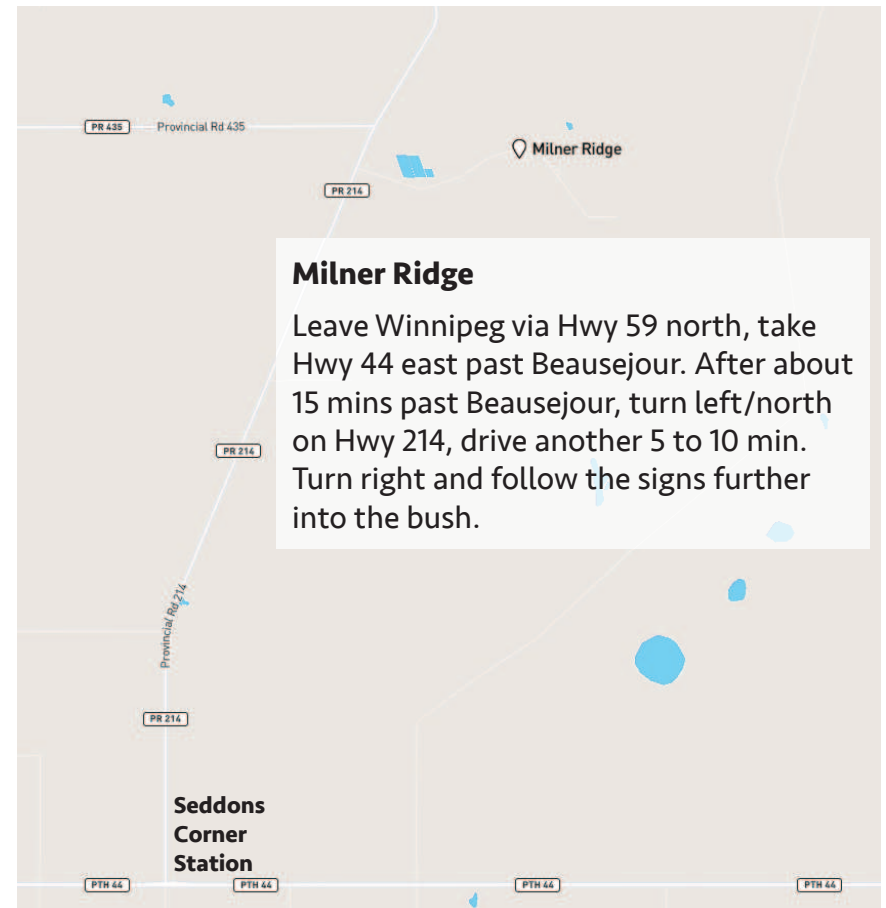 PR 435
Provincial Rd 435
Milner Ridge
PR 214
Milner Ridge
Leave Winnipeg via Hwy 59 north, take
Hwy 44 east past Beausejour. After about
15 mins past Beausejour, turn left/north
on Hwy 214, drive another 5 to 10 min.
Turn right and follow the signs further
into the bush.
PR 214
Provincial Rd 214
PR 214
Seddons
Corner
Station
PTH 44
PTH 44
PTH 44
PTH 44